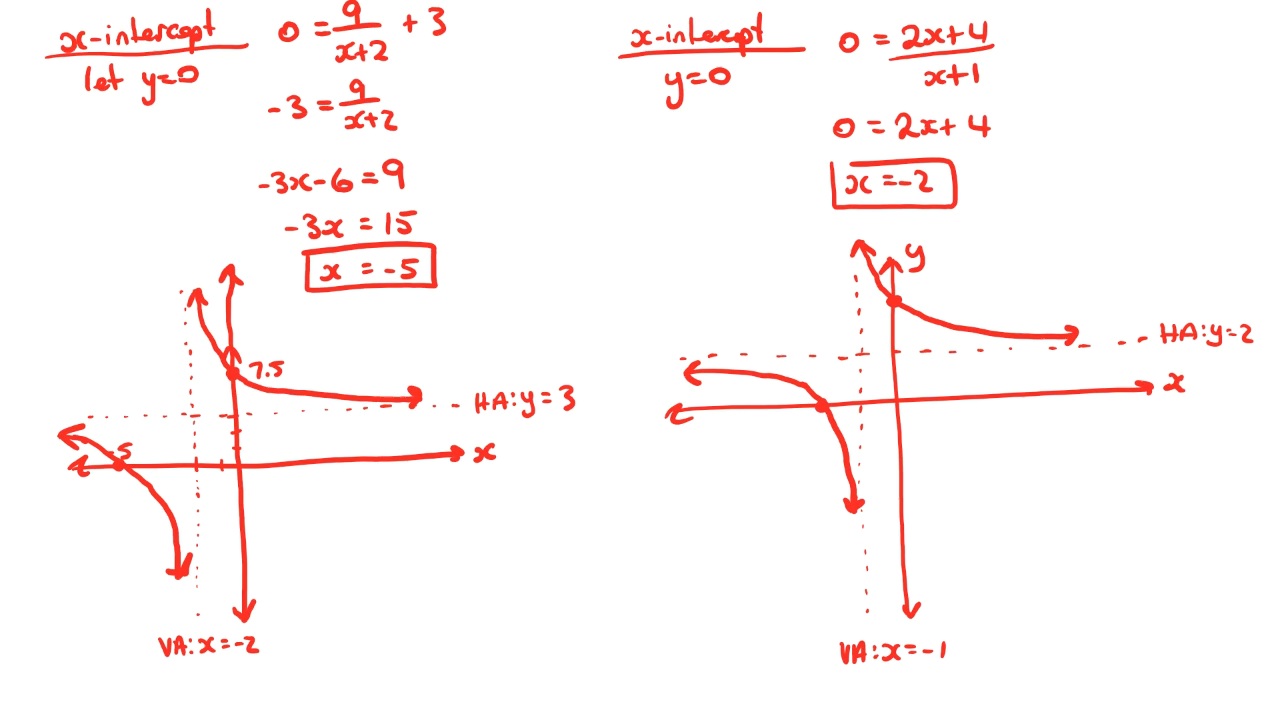 x-intercept
let y=0
0 = 9/(x+2) + 3
-3 = 9/(x+2)
-3x-6 = 9
-3x = 15
x = -5
7.5
HA: y = 3
-5
x
VA: x = -2
x-intercept
y=0
0 = (2x+4)/(x+1)
0 = 2x+4
x = -2
y
HA: y=2
x
VA: x = -1